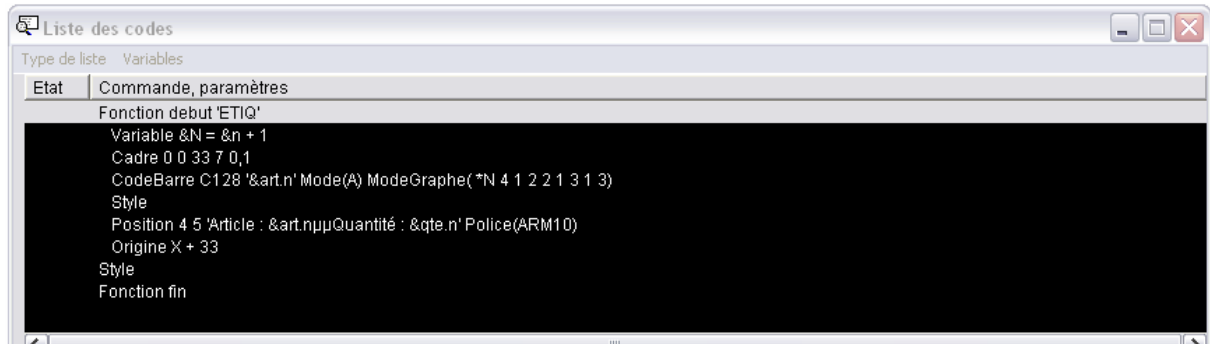 Liste des codes
Type de liste Variables
Etat Commande, paramètres
Fonction debut 'ETIQ'
Variable &N = &n + 1
Cadre 0 0 33 7 0,1
CodeBarre C128 '&art.n' Mode(A) ModeGraphe( *N 4 1 2 2 1 3 1 3)
Style
Position 4 5 'Article : &art.nµµQuantité : &qte.n' Police(ARM10)
Origine X + 33
Style
Fonction fin